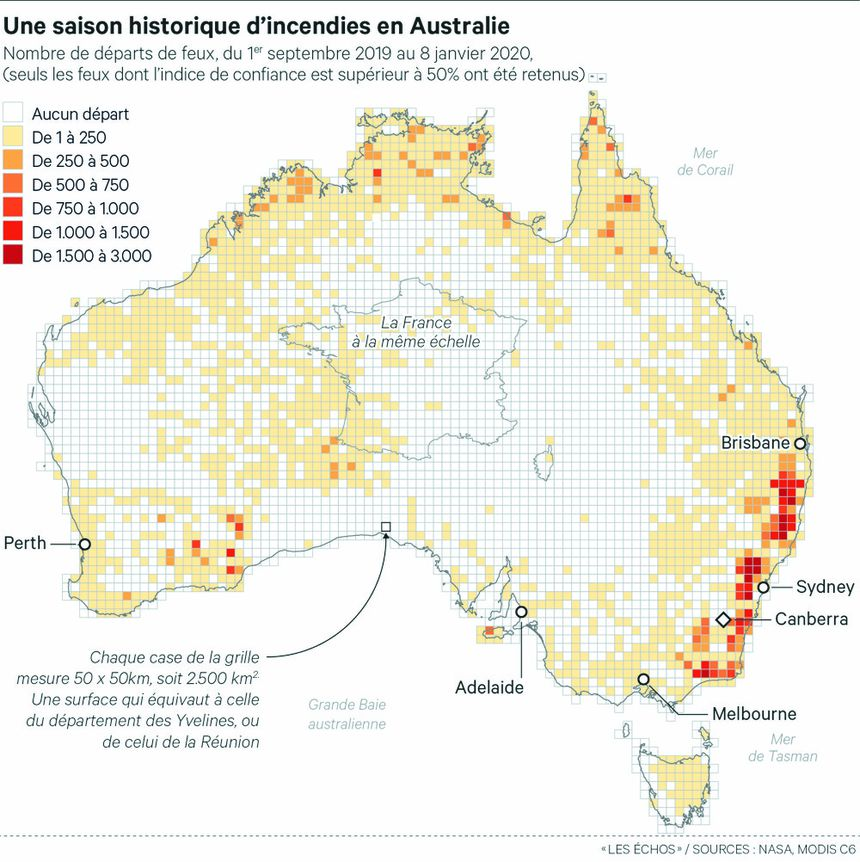 Une saison historique d'incendies en Australie
Nombre de départs de feux, du 1er septembre 2019 au 8 janvier 2020,
(seuls les feux dont l'indice de confiance est supérieur à 50% ont été retenus)
Aucun départ
De 1 à 250
De 250 à 500
De 500 à 750
De 750 à 1.000
De 1.000 à 1.500
De 1.500 à 3.000
Mer
de Corail
La France
à la même échelle
Brisbane
Perth
Sydney
Canberra
Adelaide
Melbourne
Chaque case de la grille
mesure 50 x 50km, soit 2.500 km2.
Une surface qui équivaut à celle
du département des Yvelines, ou
de celui de la Réunion
Grande Baie
australienne
Mer
de Tasman
« LES ÉCHOS » / SOURCES : NASA, MODIS C6